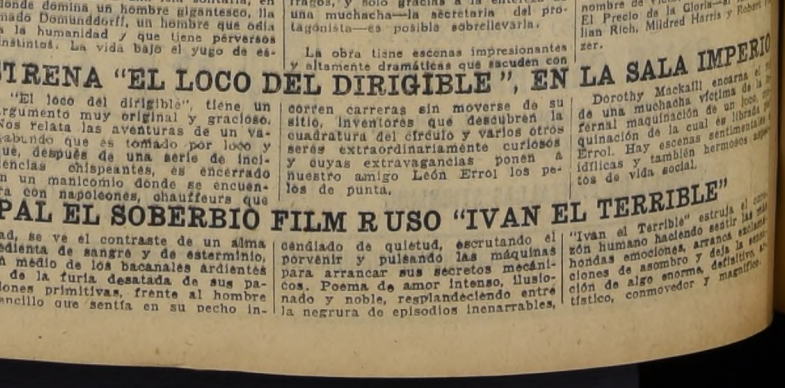 donde domina un hombre gigantesco, lla
mado Domunddorff, un hombre que odia
a la humanidad y que tiene perversos
instintos. La vida bajo el yugo de es-
una muchacha—la secretaria del pro-
tagonista—es posible sobrellevarla.
La obra tiene escenas impresionantes
y altamente dramáticas que sacuden con
El Precio de la Gloria—
lian Rich, Mildred Harris y Robert
zer.
SIRENA "EL LOCO DEL DIRIGIBLE", EN LA SALA IMPERIO
"El loco del dirigible", tiene un
argumento muy original y gracioso.
Nos relata las aventuras de un va-
gabundo que es tomado por loco y
que, después de una serie de inci-
dencias chispeantes, es encerrado
en un manicomio donde se encuen-
tra con napoleones, chauffeurs que
corren carreras sin moverse de su
sitio, inventores que descubren la
cuadratura del círculo y varios otros
seres extraordinariamente curiosos
y cuyas extravagancias ponen a
nuestro amigo León Errol los pe-
los de punta.
Dorothy Mackaill encarna el
de una muchacha víctima de la
fernal maquinación de un loco,
quinación de la cual es librada
Errol. Hay escenas sentimentales
idílicas y también hermosos
tos de vida social.
PAL EL SOBERBIO FILM RUSO "IVAN EL TERRIBLE"
ad, se ve el contraste de un alma
edienta de sangre y de esterminio,
a medio de los bacanales ardientes
de la furia desatada de sus pa-
iones primitivas, frente al hombre
ancillo que sentía en su pecho in-
cendiado de quietud, escrutando el
porvenir y pulsando las máquinas
para arrancar sus secretos mecáni-
cos. Poema de amor intenso, ilusio-
nado y noble, resplandeciendo entre
la negrura de episodios inenarrables,
"Ivan el Terrible" estruja el
zón humano haciendo sentir las más
hondas emociones, arranca
ciones de asombro y deja la
ción de algo enorme, definitivo
tístico, conmovedor y magnífico.